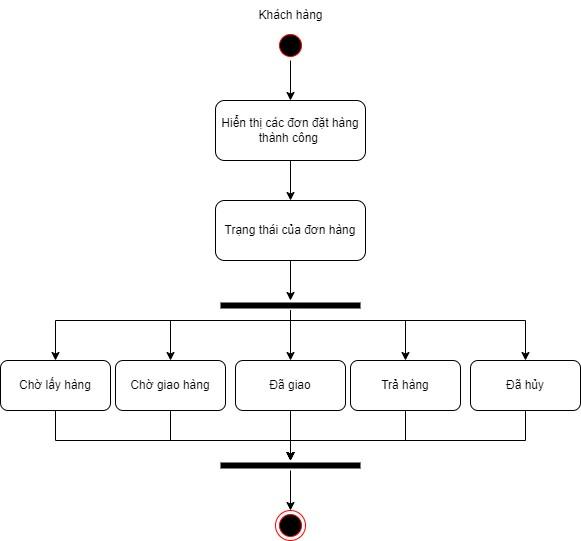 Khách hàng
Hiển thị các đơn đặt hàng
thành công
Trạng thái của đơn hàng
Chờ lấy hàng
Chờ giao hàng
Đã giao
Trả hàng
Đã hủy